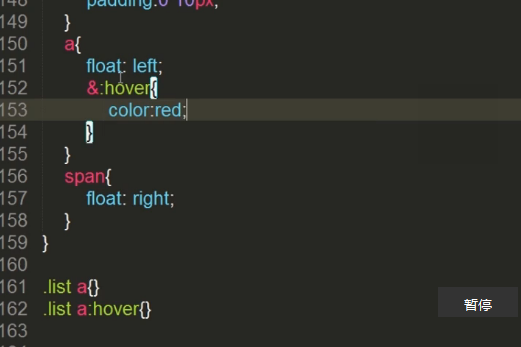 148 padding:0 10px;
149 }
150 a{
151 float: left;
152 &:hover{
153 color:red;
154 }
155 }
156 span{
157 float: right;
158 }
159 }
160
161 .list a{}
162 .list a:hover{}
163
暂停